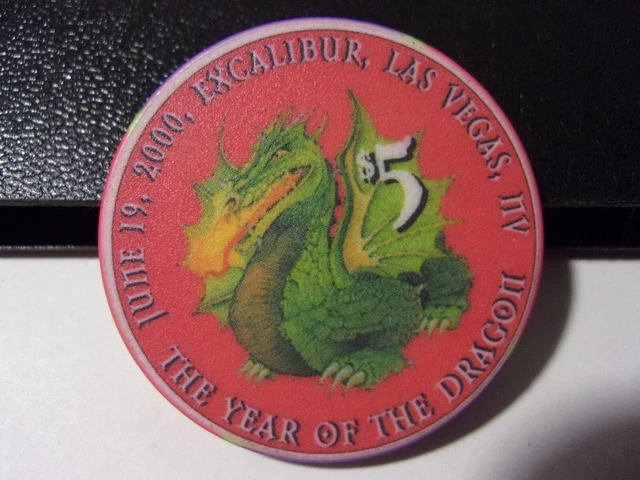 JUNE 19, 2000, EXCALIBUR, LAS VEGAS, NV
$5
THE YEAR OF THE DRAGON